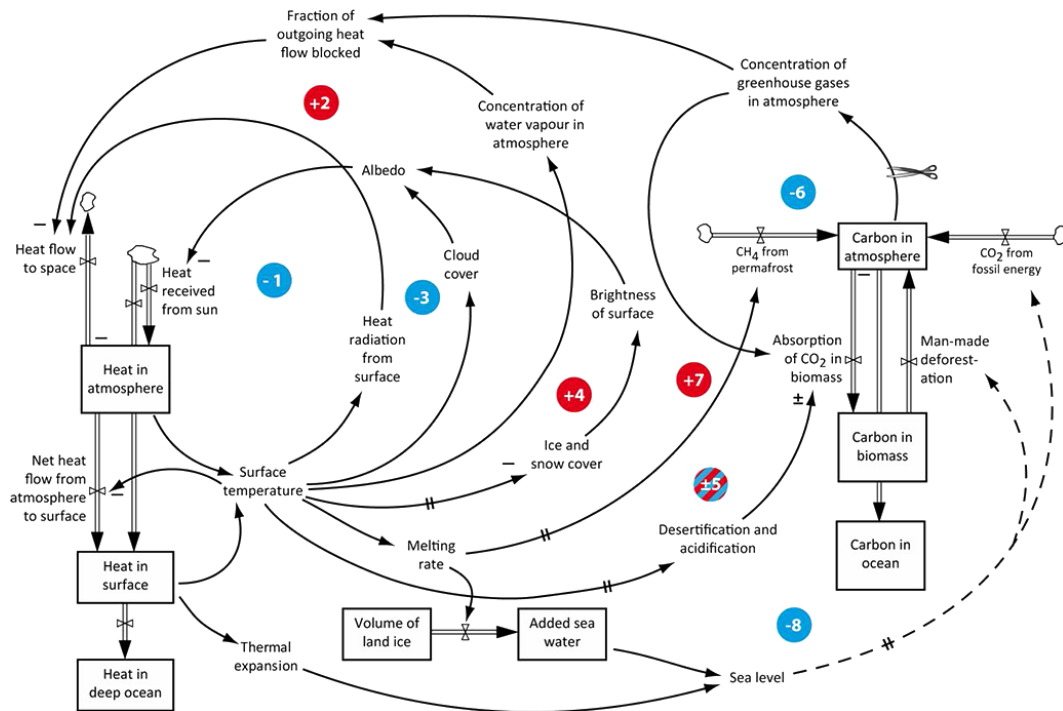 Fraction of
outgoing heat
flow blocked
Concentration of
greenhouse gases
in atmosphere
+2
Concentration of
water vapour in
atmosphere
Albedo
-6
–
Heat flow
to space
–
Heat
received
from sun
- 1
-3
Cloud
cover
CH4 from
permafrost
Carbon in
atmosphere
–
CO2 from
fossil energy
Brightness
of surface
Heat
radiation
from
surface
–
Heat in
atmosphere
Absorption
of CO2 in
biomass
±
Man-made
deforest-
ation
+7
+4
Net heat
flow from
atmosphere
to surface
–
Surface
temperature
–
Ice and
snow cover
Carbon in
biomass
±5
Desertification and
acidification
Melting
rate
Carbon in
ocean
Heat in
surface
Volume of
land ice
Added sea
water
-8
Thermal
expansion
Sea level
Heat in
deep ocean